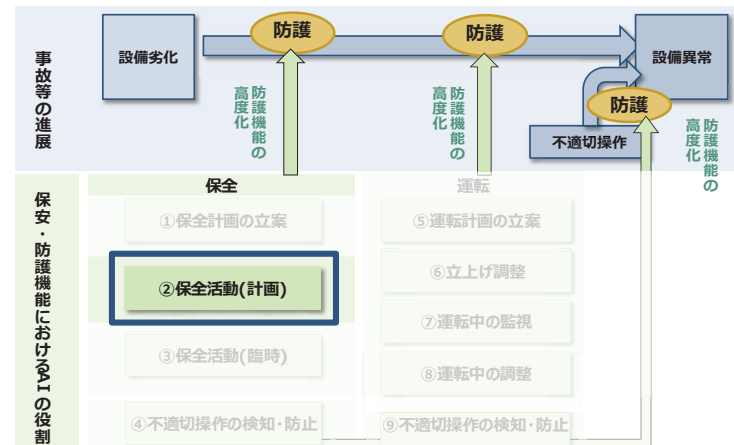 事故等の進展
設備劣化
防護
防護
設備異常
防護
不適切操作
防護機能の
高度化
防護機能の
高度化
防護機能の
高度化
保安・防護機能におけるAIの役割
保全
①保全計画の立案
②保全活動(計画)
③保全活動(臨時)
④不適切操作の検知・防止
運転
⑤運転計画の立案
⑥立上げ調整
⑦運転中の監視
⑧運転中の調整
⑨不適切操作の検知・防止